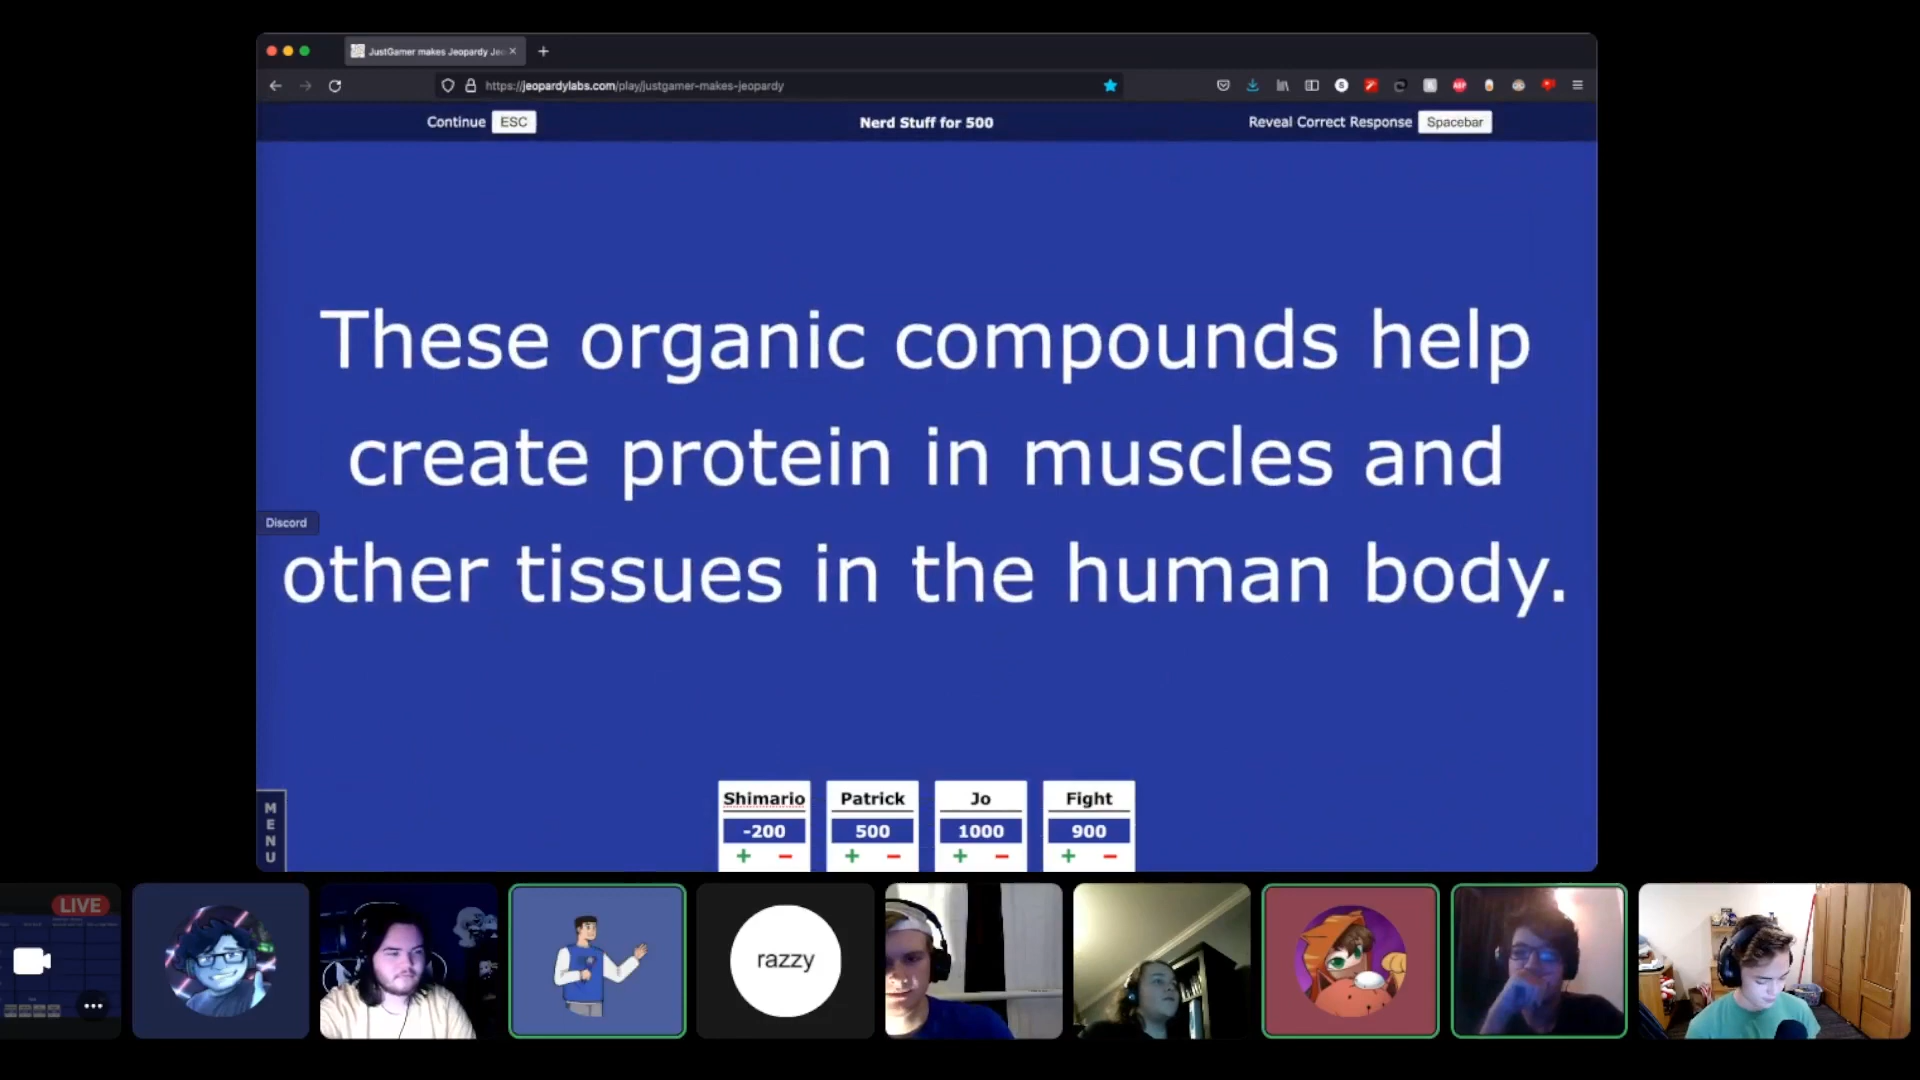 JustGamer makes Jeopardy Jeo
https://jeopardylabs.com/play/justgamer-makes-jeopardy
Continue ESC
Nerd Stuff for 500
Reveal Correct Response Spacebar
These organic compounds help
create protein in muscles and
other tissues in the human body.
Discord
MENU
Shimario Patrick Jo Fight
-200 500 1000 900
+ - + - + - + -
LIVE
razzy